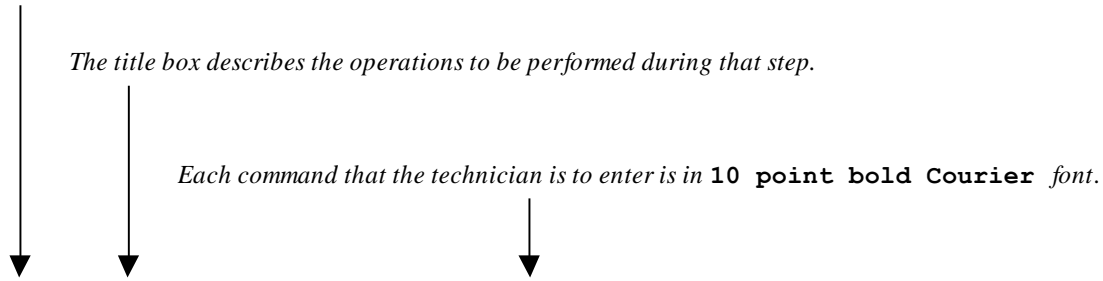 The title box describes the operations to be performed during that step.
Each command that the technician is to enter is in 10 point bold Courier font.